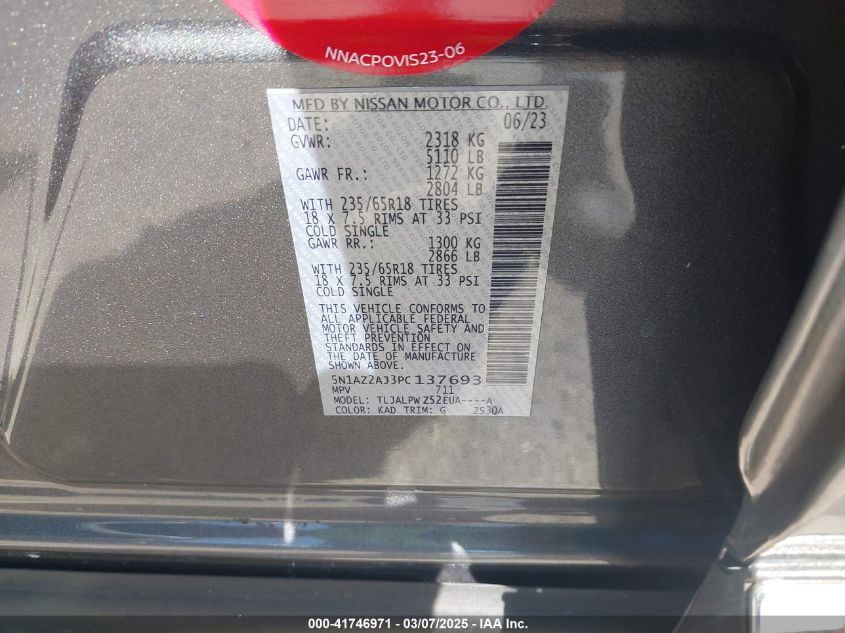 NNACPOVIS23-06
MFD BY NISSAN MOTOR CO., LTD.
DATE: 06/23
GVWR: 2318 KG
5110 LB
GAWR FR.: 1272 KG
2804 LB
WITH 235/65R18 TIRES
18 X 7.5 RIMS AT 33 PSI
COLD SINGLE
GAWR RR.: 1300 KG
2866 LB
WITH 235/65R18 TIRES
18 X 7.5 RIMS AT 33 PSI
COLD SINGLE
THIS VEHICLE CONFORMS TO
ALL APPLICABLE FEDERAL
MOTOR VEHICLE SAFETY AND
THEFT PREVENTION
STANDARDS IN EFFECT ON
THE DATE OF MANUFACTURE
SHOWN ABOVE.
5N1AZ2AJ3PC137693
MPV 711
MODEL: TLJALPWZ52EUA----A
COLOR: KAD TRIM: G ZS30A
000-41746971 | 03/07/2025 | Copyright: IAA, Inc.